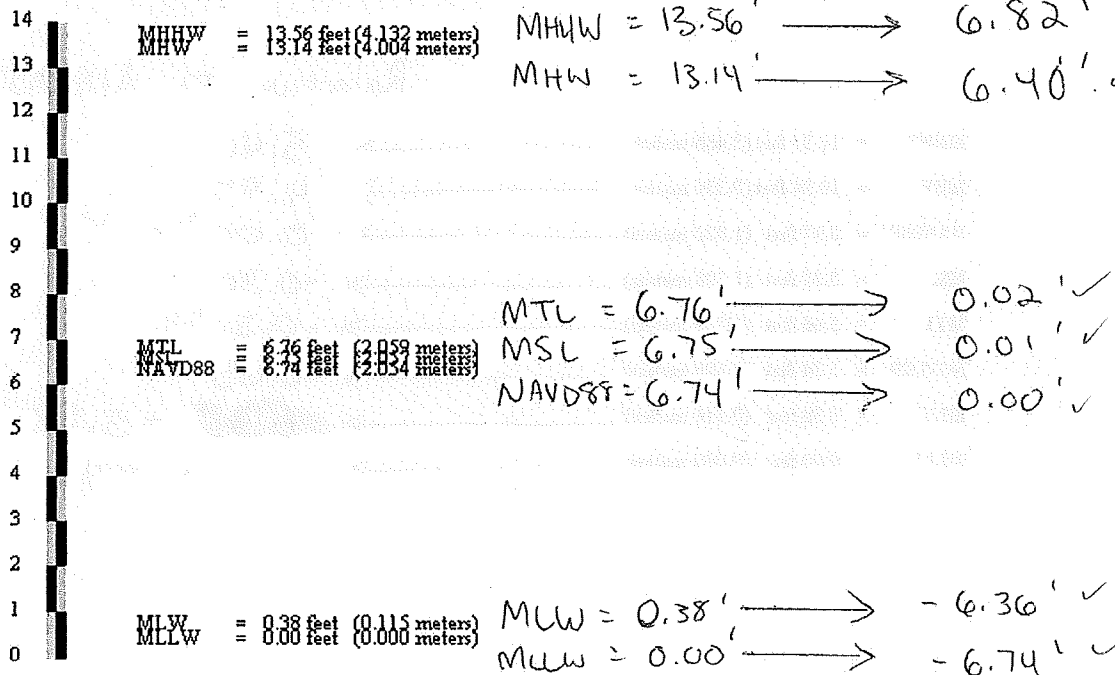 14
MHHW = 13.56 feet (4.132 meters)
MHW = 13.14 feet (4.004 meters)
MHHW = 13.56' → 6.82'
MHW = 13.14' → 6.40'
13
12
11
10
9
8
7
6
5
4
3
2
1
0
MTL = 6.76 feet (2.059 meters)
MSL = 6.75 feet (2.057 meters)
NAVD88 = 6.74 feet (2.054 meters)
MTL = 6.76' → 0.02' ✓
MSL = 6.75' → 0.01' ✓
NAVD88 = 6.74' → 0.00' ✓
MLW = 0.38 feet (0.115 meters)
MLLW = 0.00 feet (0.000 meters)
MLW = 0.38' → -6.36' ✓
MLLW = 0.00' → -6.74' ✓